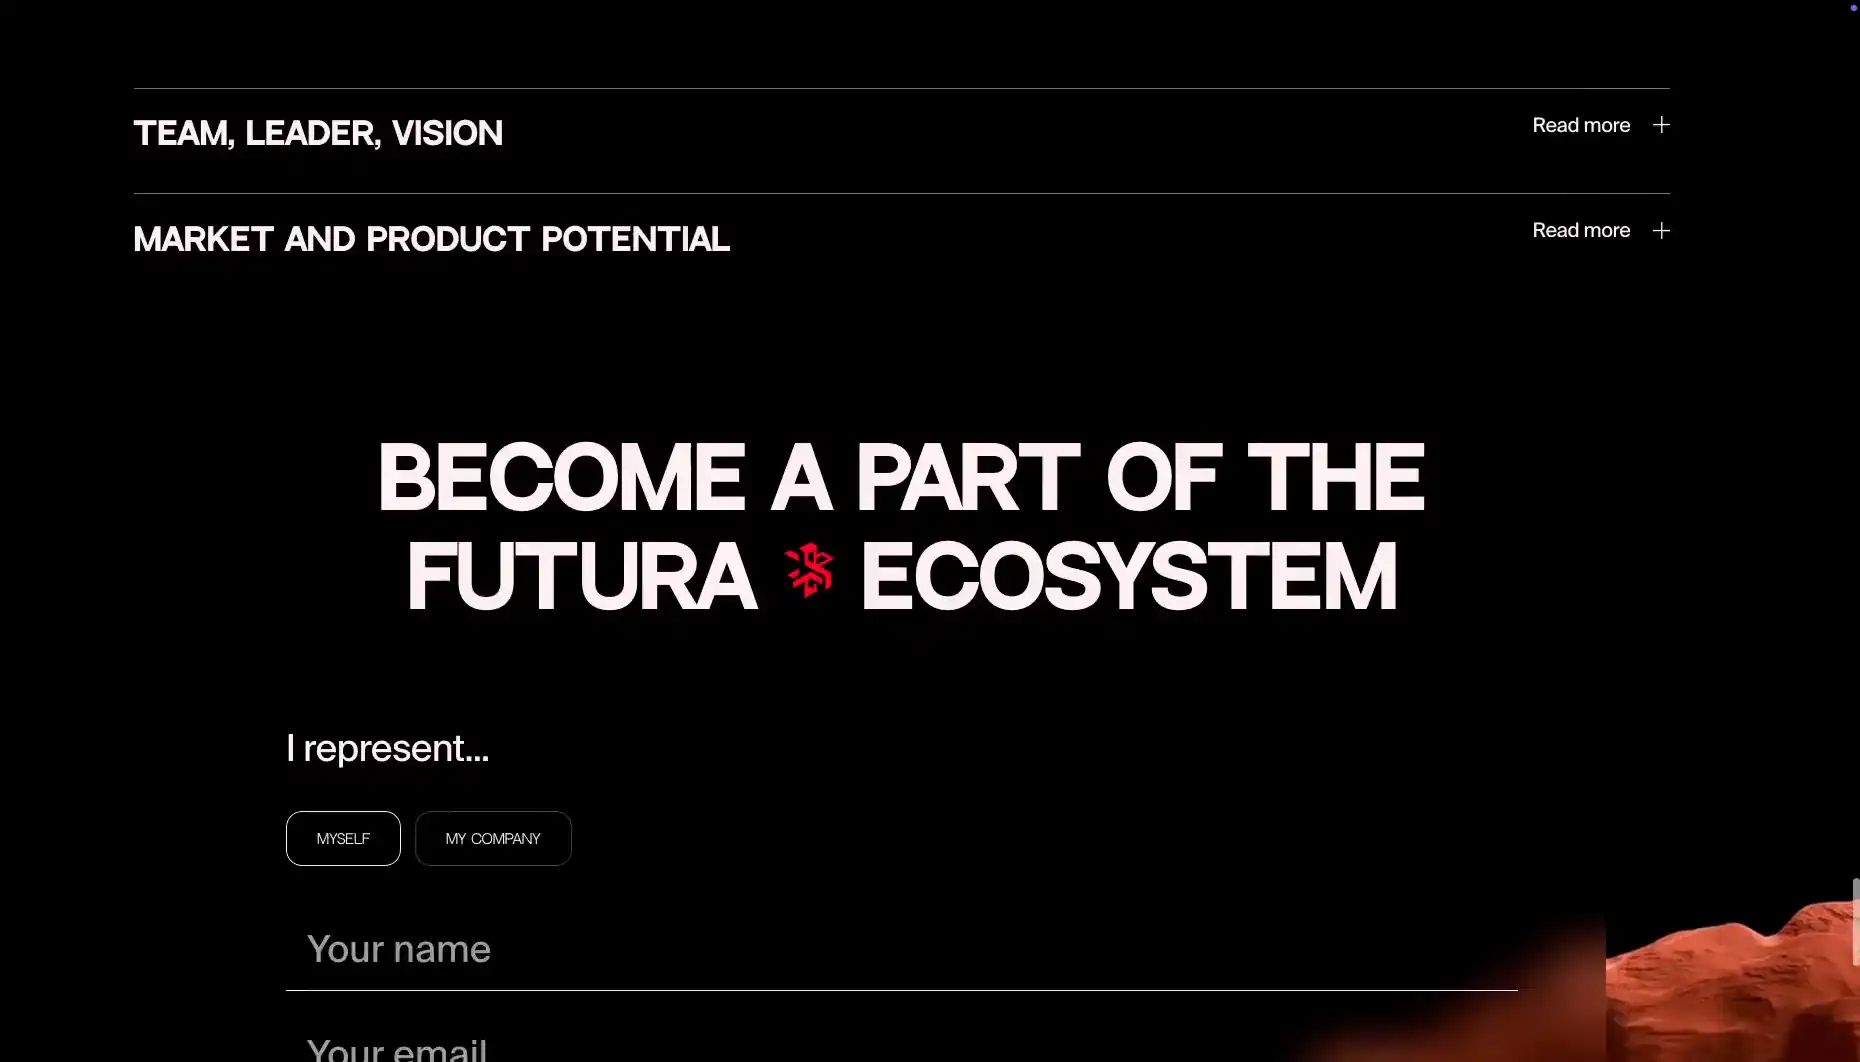 TEAM, LEADER, VISION
Read more
MARKET AND PRODUCT POTENTIAL
Read more
BECOME A PART OF THE
FUTURA ECOSYSTEM
I represent...
MYSELF
MY COMPANY
Your name
Your email